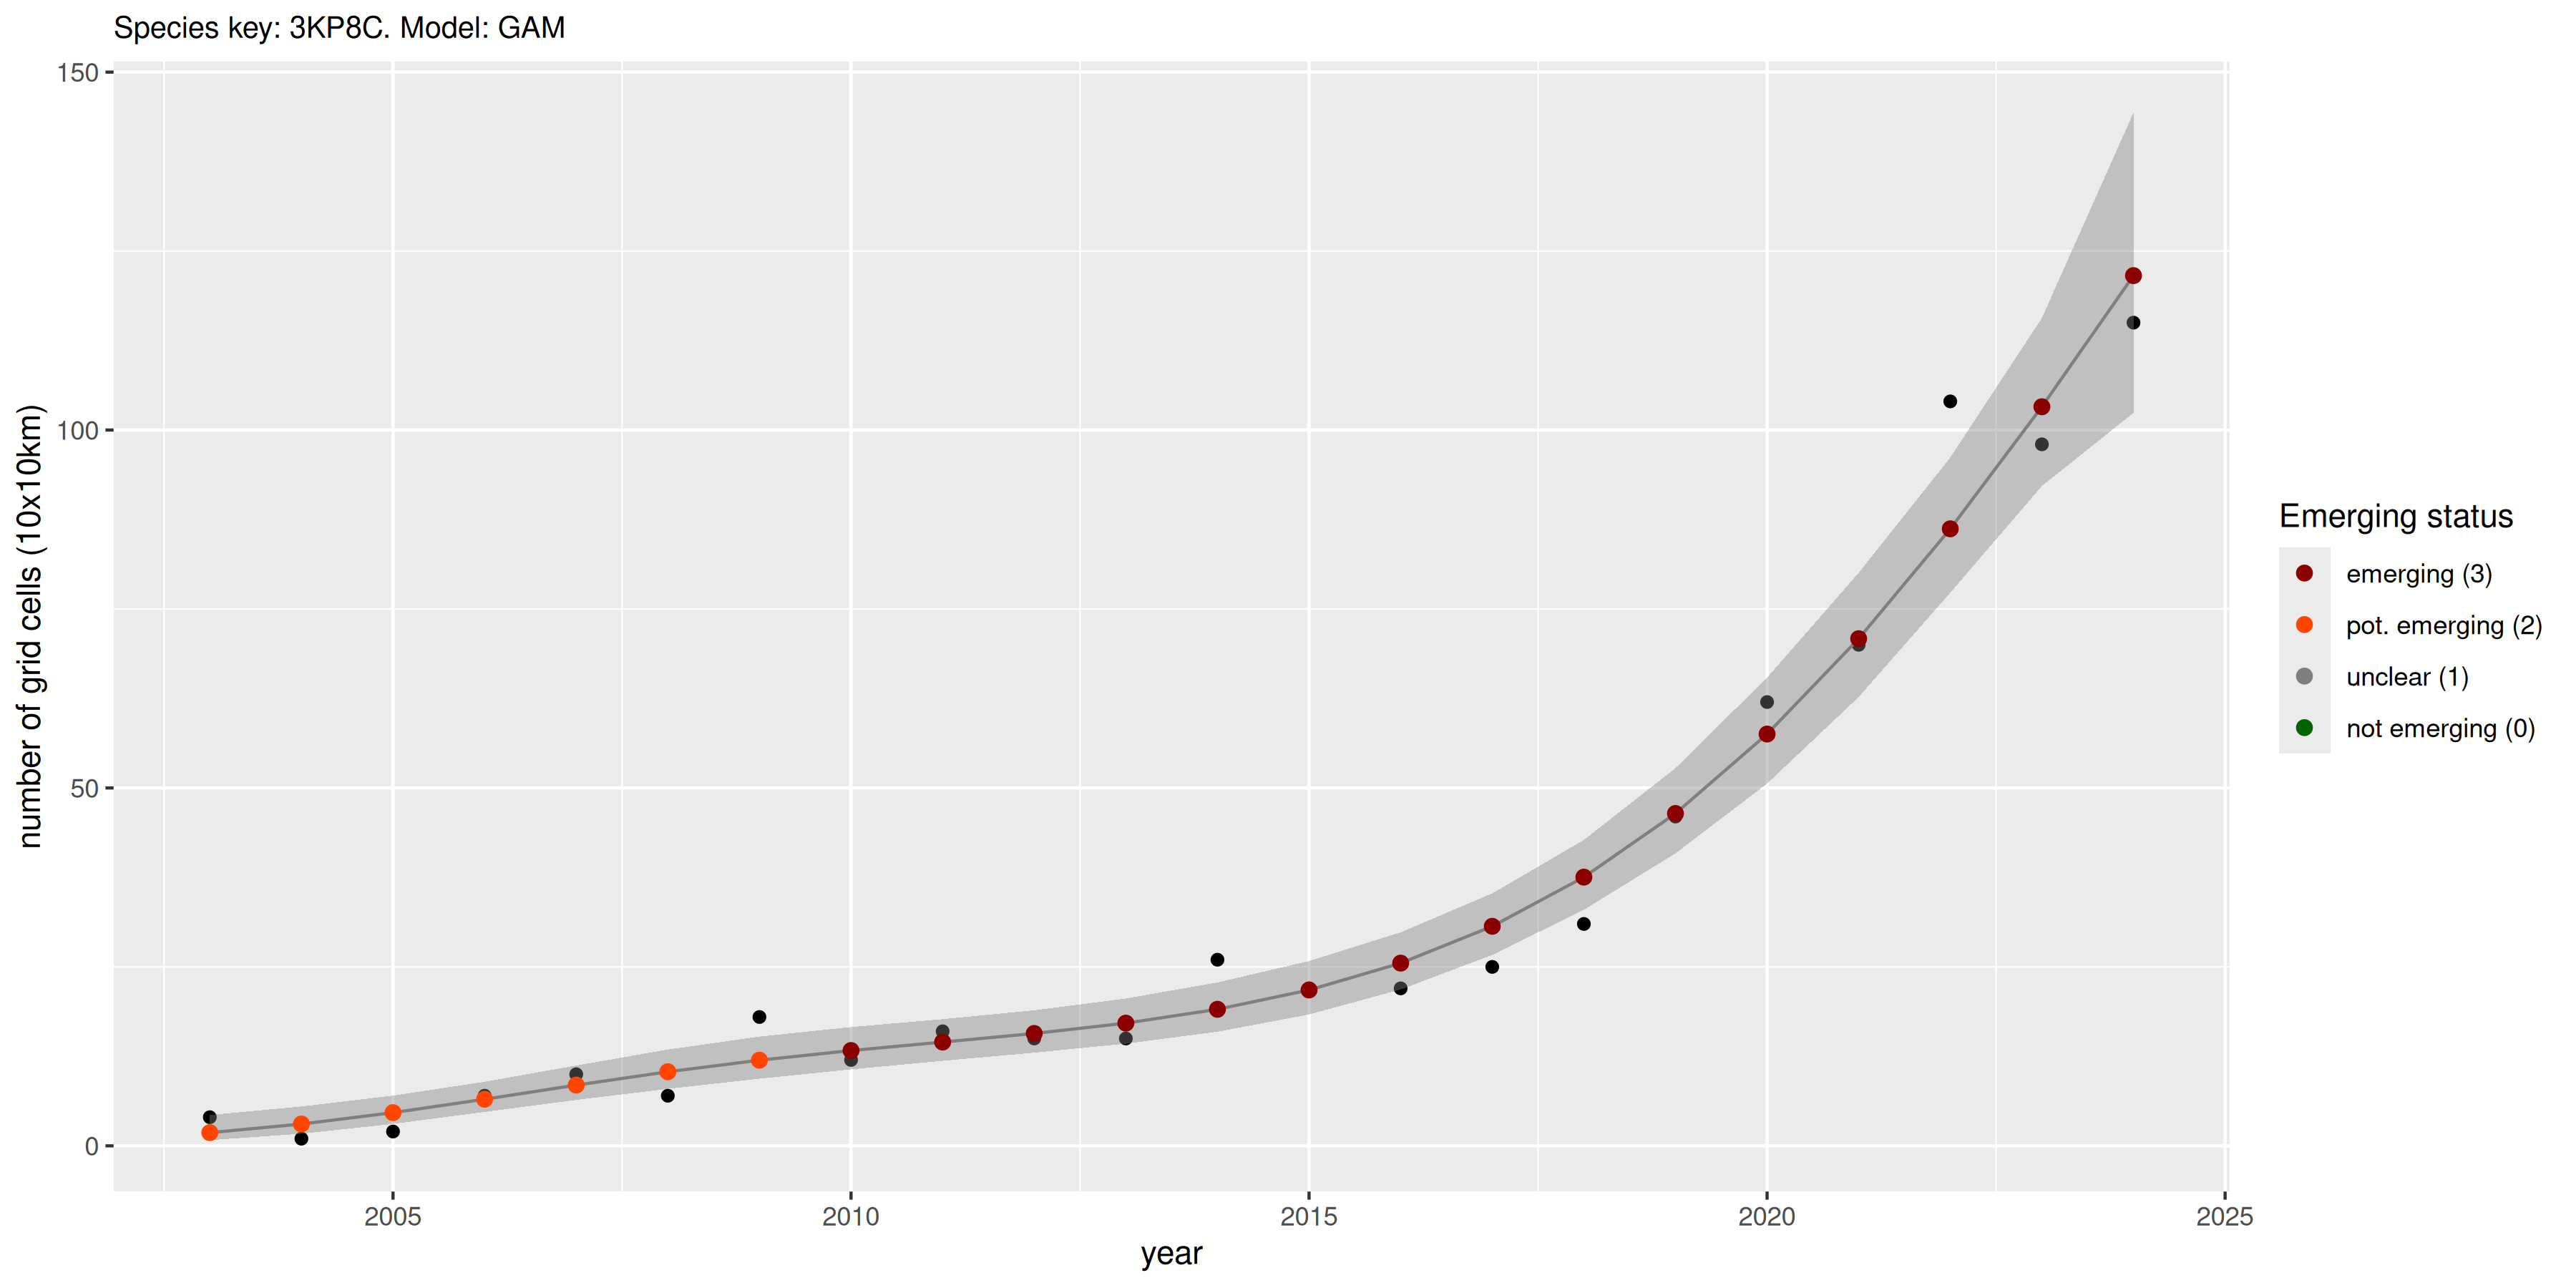 Species key: 3KP8C. Model: GAM
150
100
50
0
number of grid cells (10x10km)
2005
2010
2015
2020
2025
year
Emerging status
emerging (3)
pot. emerging (2)
unclear (1)
not emerging (0)